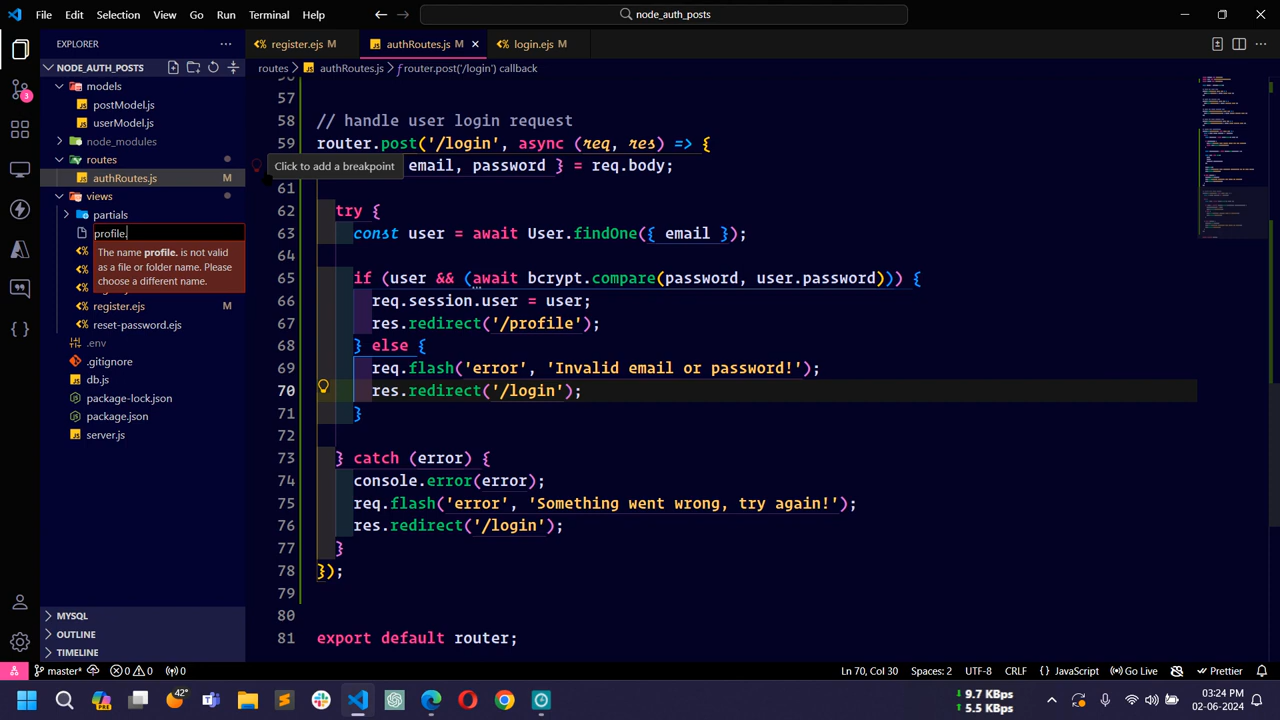 File Edit Selection View Go Run Terminal Help
node_auth_posts
EXPLORER
register.ejs M
authRoutes.js M
login.ejs M
NODE_AUTH_POSTS
routes > authRoutes.js > router.post('/login') callback
models
postModel.js
userModel.js
node_modules
routes
authRoutes.js M
views
partials
profile.
The name profile. is not valid
as a file or folder name. Please
choose a different name.
register.ejs M
reset-password.ejs
.env
.gitignore
db.js
package-lock.json
package.json
server.js
MYSQL
OUTLINE
TIMELINE
57
58 // handle user login request
59 router.post('/login', async (req, res) => {
Click to add a breakpoint email, password } = req.body;
61
62 try {
63 const user = await User.findOne({ email });
64
65 if (user && (await bcrypt.compare(password, user.password))) {
66 req.session.user = user;
67 res.redirect('/profile');
68 } else {
69 req.flash('error', 'Invalid email or password!');
70 res.redirect('/login');
71 }
72
73 } catch (error) {
74 console.error(error);
75 req.flash('error', 'Something went wrong, try again!');
76 res.redirect('/login');
77 }
78 });
79
80
81 export default router;
master* 0 0 0 Ln 70, Col 30 Spaces: 2 UTF-8 CRLF {} JavaScript Go Live Prettier
PRE 42° 9.7 KBps 03:24 PM
5.5 KBps 02-06-2024
3